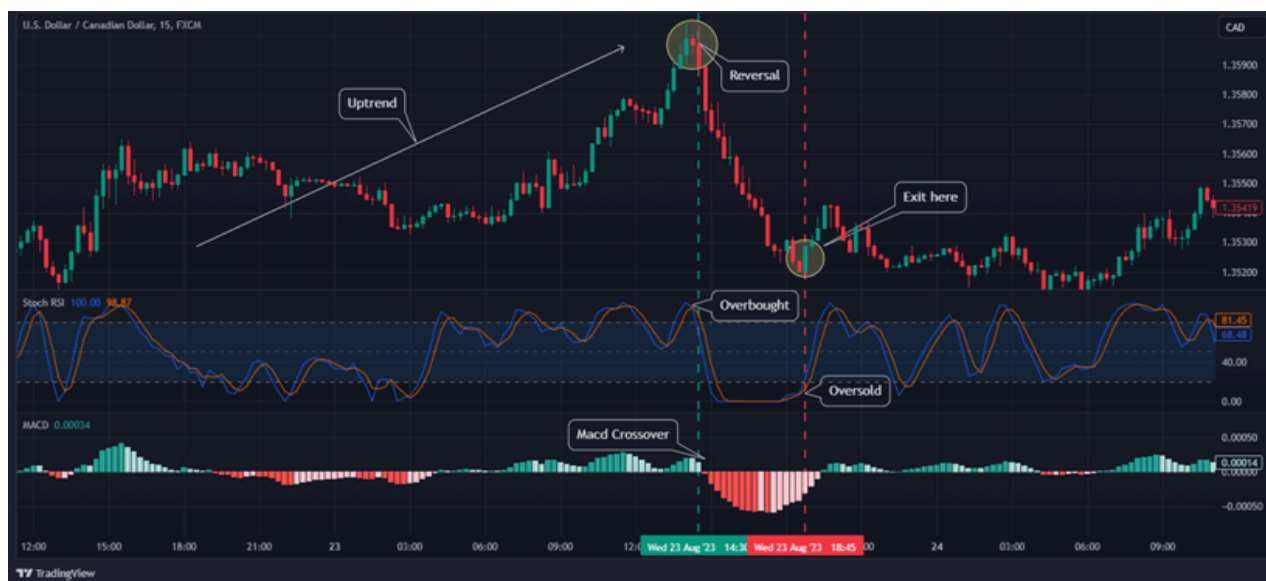 U.S. Dollar / Canadian Dollar, 15, FXCM
CAD
Reversal
1.35900
Uptrend
1.35800
1.35700
1.35600
1.35500
Exit here
1.35419
1.35300
1.35200
Stoch RSI 100.00 98.87
Overbought
81.45
68.48
40.00
Oversold
0.00
MACD 0.00034
Macd Crossover
0.00050
0.00014
0.00000
−0.00050
12:00 15:00 18:00 21:00 23 03:00 06:00 09:00 Wed 23 Aug '23 14:30 Wed 23 Aug '23 18:45 24 03:00 06:00 09:00
TradingView